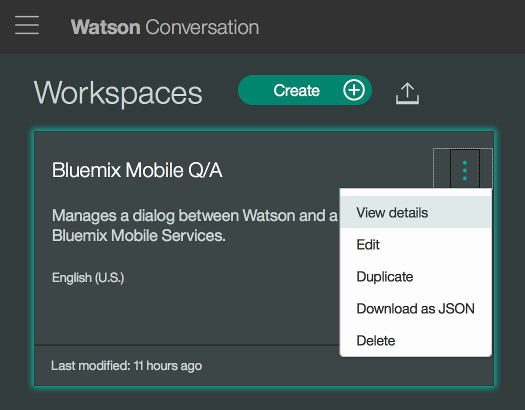 Watson Conversation
Workspaces
Create
Bluemix Mobile Q/A
Manages a dialog between Watson and a
Bluemix Mobile Services.
English (U.S.)
View details
Edit
Duplicate
Download as JSON
Delete
Last modified: 11 hours ago